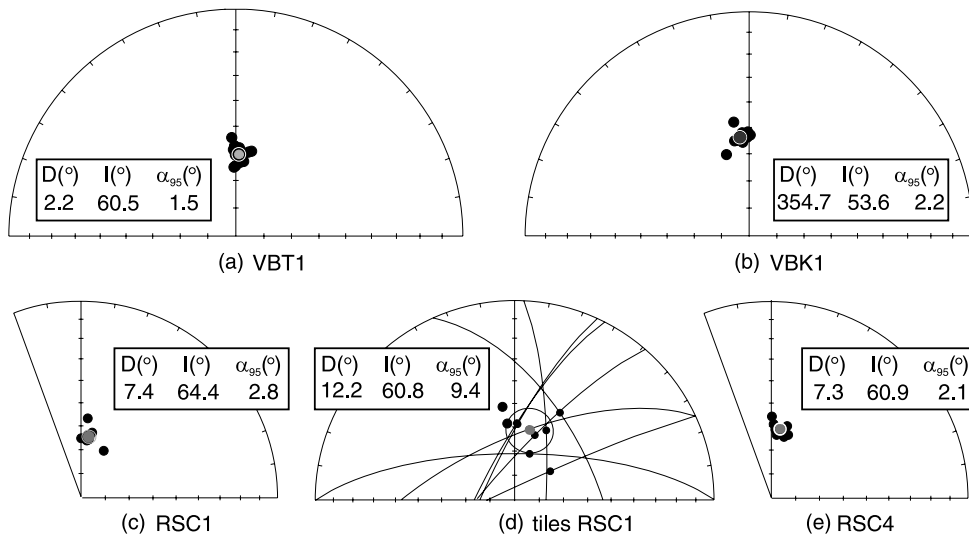 D(°) I(°) α95(°)
2.2 60.5 1.5
(a) VBT1
D(°) I(°) α95(°)
354.7 53.6 2.2
(b) VBK1
D(°) I(°) α95(°)
7.4 64.4 2.8
(c) RSC1
D(°) I(°) α95(°)
12.2 60.8 9.4
(d) tiles RSC1
D(°) I(°) α95(°)
7.3 60.9 2.1
(e) RSC4